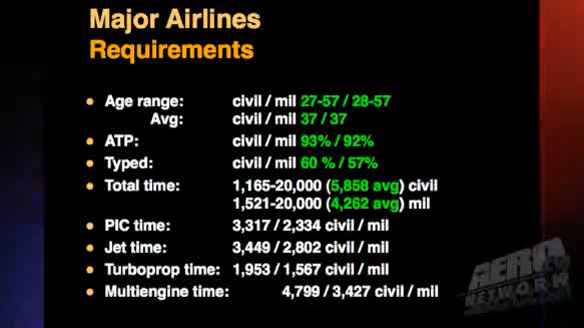 Major Airlines
Requirements
• Age range: civil / mil 27-57 / 28-57
Avg: civil / mil 37 / 37
• ATP: civil / mil 93% / 92%
• Typed: civil / mil 60 % / 57%
• Total time: 1,165-20,000 (5,858 avg) civil
1,521-20,000 (4,262 avg) mil
• PIC time: 3,317 / 2,334 civil / mil
• Jet time: 3,449 / 2,802 civil / mil
• Turboprop time: 1,953 / 1,567 civil / mil
• Multiengine time: 4,799 / 3,427 civil / mil
AERO
NETWORK